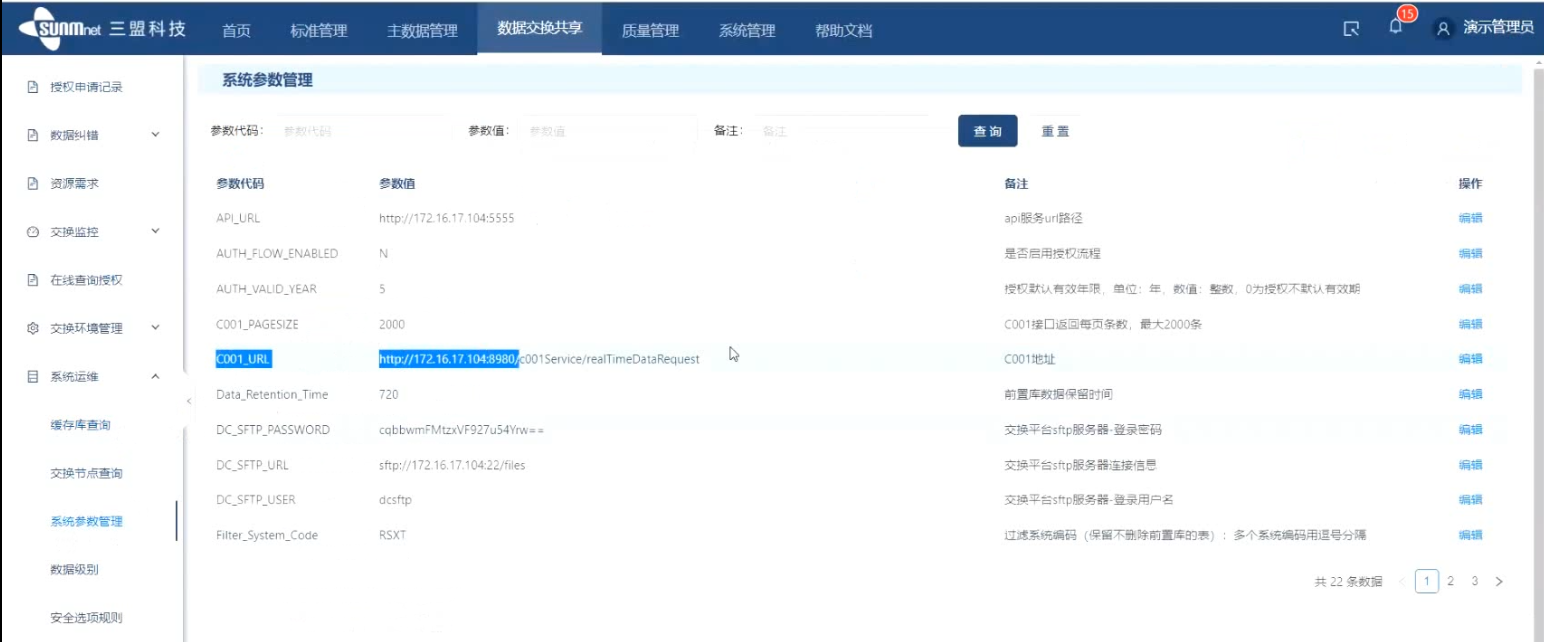 SUNMnet 三盟科技 首页 标准管理 主数据管理 数据交换共享 质量管理 系统管理 帮助文档 15 演示管理员
授权申请记录
数据纠错
资源需求
交换监控
在线查询授权
交换环境管理
系统运维
缓存库查询
交换节点查询
系统参数管理
数据级别
安全选项规则
系统参数管理
参数代码： 参数代码 参数值： 参数值 备注： 备注 查询 重置
参数代码 参数值 备注 操作
API_URL http://172.16.17.104:5555 api服务url路径 编辑
AUTH_FLOW_ENABLED N 是否启用授权流程 编辑
AUTH_VALID_YEAR 5 授权默认有效年限，单位：年，数值：整数，0为授权不默认有效期 编辑
C001_PAGESIZE 2000 C001接口返回每页条数，最大2000条 编辑
C001_URL http://172.16.17.104:8980/c001Service/realTimeDataRequest C001地址 编辑
Data_Retention_Time 720 前置库数据保留时间 编辑
DC_SFTP_PASSWORD cqbbwmFMtzxVF927u54Yrw== 交换平台sftp服务器-登录密码 编辑
DC_SFTP_URL sftp://172.16.17.104:22/files 交换平台sftp服务器连接信息 编辑
DC_SFTP_USER dcsftp 交换平台sftp服务器-登录用户名 编辑
Filter_System_Code RSXT 过滤系统编码（保留不删除前置库的表）；多个系统编码用逗号分隔 编辑
共 22 条数据 < 1 2 3 >